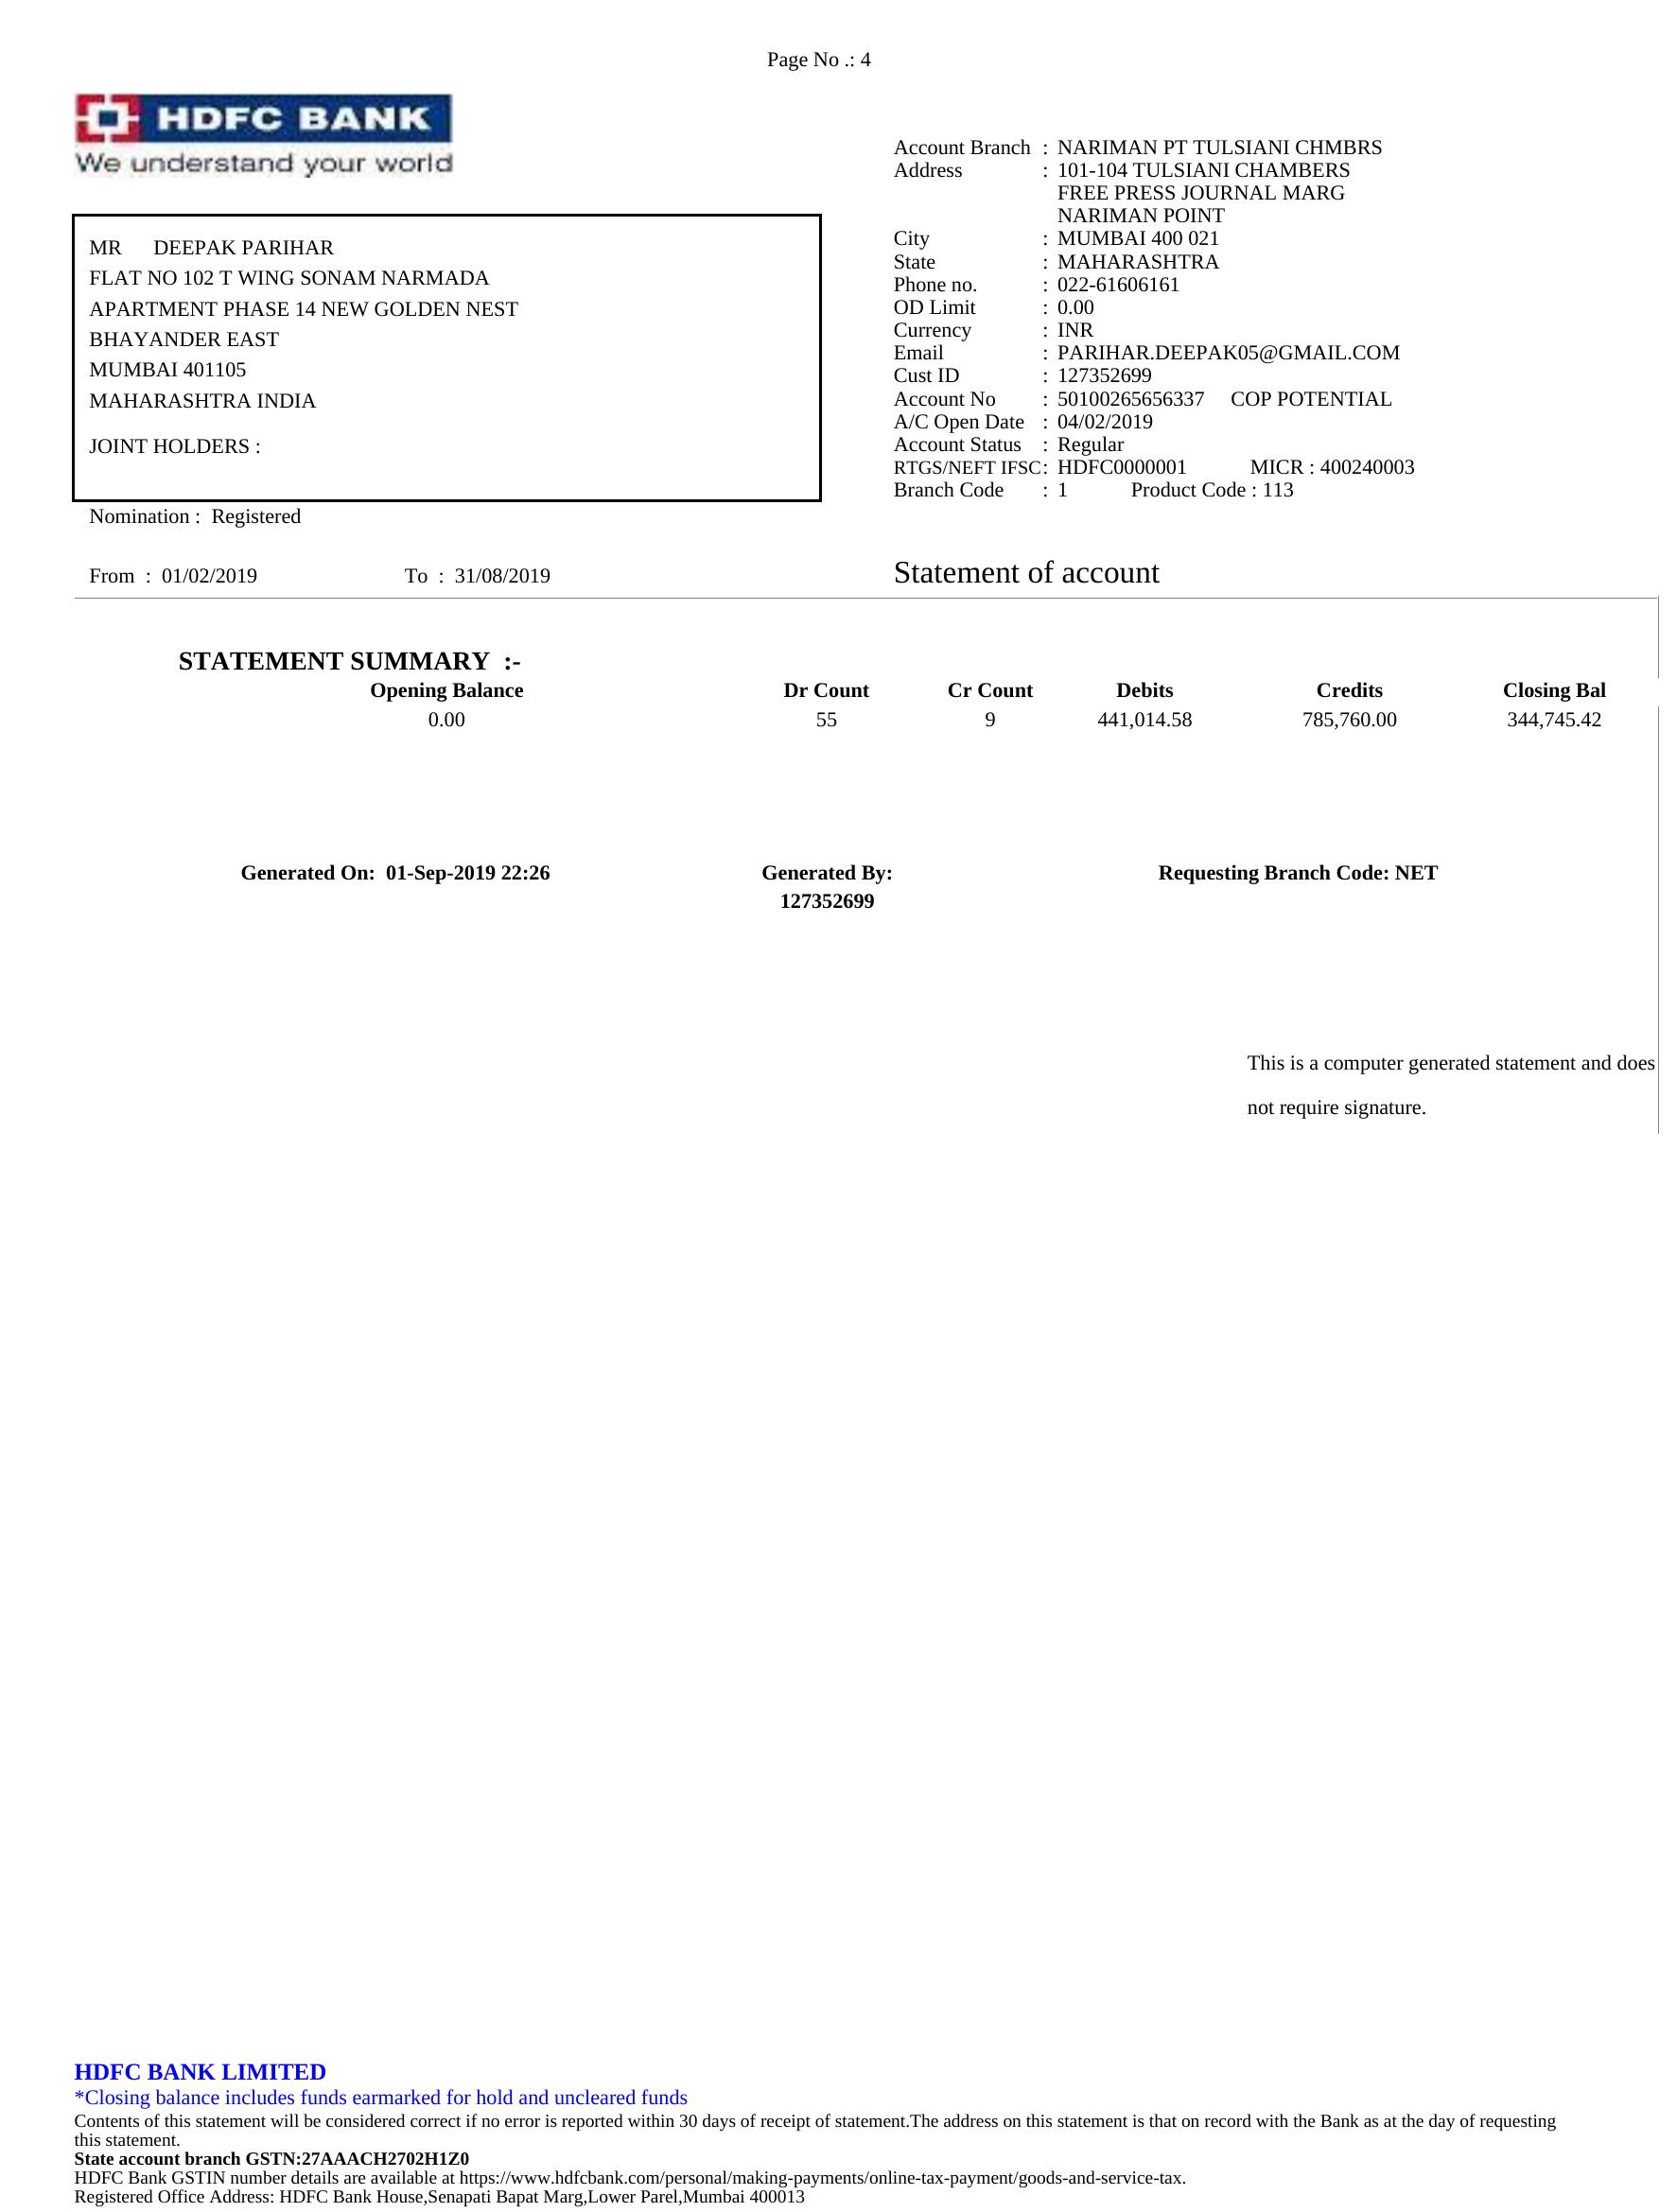 Page No .: 4
HDFC BANK
We understand your world
MR DEEPAK PARIHAR
FLAT NO 102 T WING SONAM NARMADA
APARTMENT PHASE 14 NEW GOLDEN NEST
BHAYANDER EAST
MUMBAI 401105
MAHARASHTRA INDIA
JOINT HOLDERS :
Nomination : Registered
From : 01/02/2019 To : 31/08/2019
Account Branch : NARIMAN PT TULSIANI CHMBRS
Address : 101-104 TULSIANI CHAMBERS
FREE PRESS JOURNAL MARG
NARIMAN POINT
City : MUMBAI 400 021
State : MAHARASHTRA
Phone no. : 022-61606161
OD Limit : 0.00
Currency : INR
Email : PARIHAR.DEEPAK05@GMAIL.COM
Cust ID : 127352699
Account No : 50100265656337 COP POTENTIAL
A/C Open Date : 04/02/2019
Account Status : Regular
RTGS/NEFT IFSC: HDFC0000001 MICR : 400240003
Branch Code : 1 Product Code : 113
Statement of account
STATEMENT SUMMARY :-
Opening Balance Dr Count Cr Count Debits Credits Closing Bal
0.00 55 9 441,014.58 785,760.00 344,745.42
Generated On: 01-Sep-2019 22:26 Generated By: Requesting Branch Code: NET
127352699
This is a computer generated statement and does
not require signature.
HDFC BANK LIMITED
*Closing balance includes funds earmarked for hold and uncleared funds
Contents of this statement will be considered correct if no error is reported within 30 days of receipt of statement.The address on this statement is that on record with the Bank as at the day of requesting
this statement.
State account branch GSTN:27AAACH2702H1Z0
HDFC Bank GSTIN number details are available at https://www.hdfcbank.com/personal/making-payments/online-tax-payment/goods-and-service-tax.
Registered Office Address: HDFC Bank House,Senapati Bapat Marg,Lower Parel,Mumbai 400013